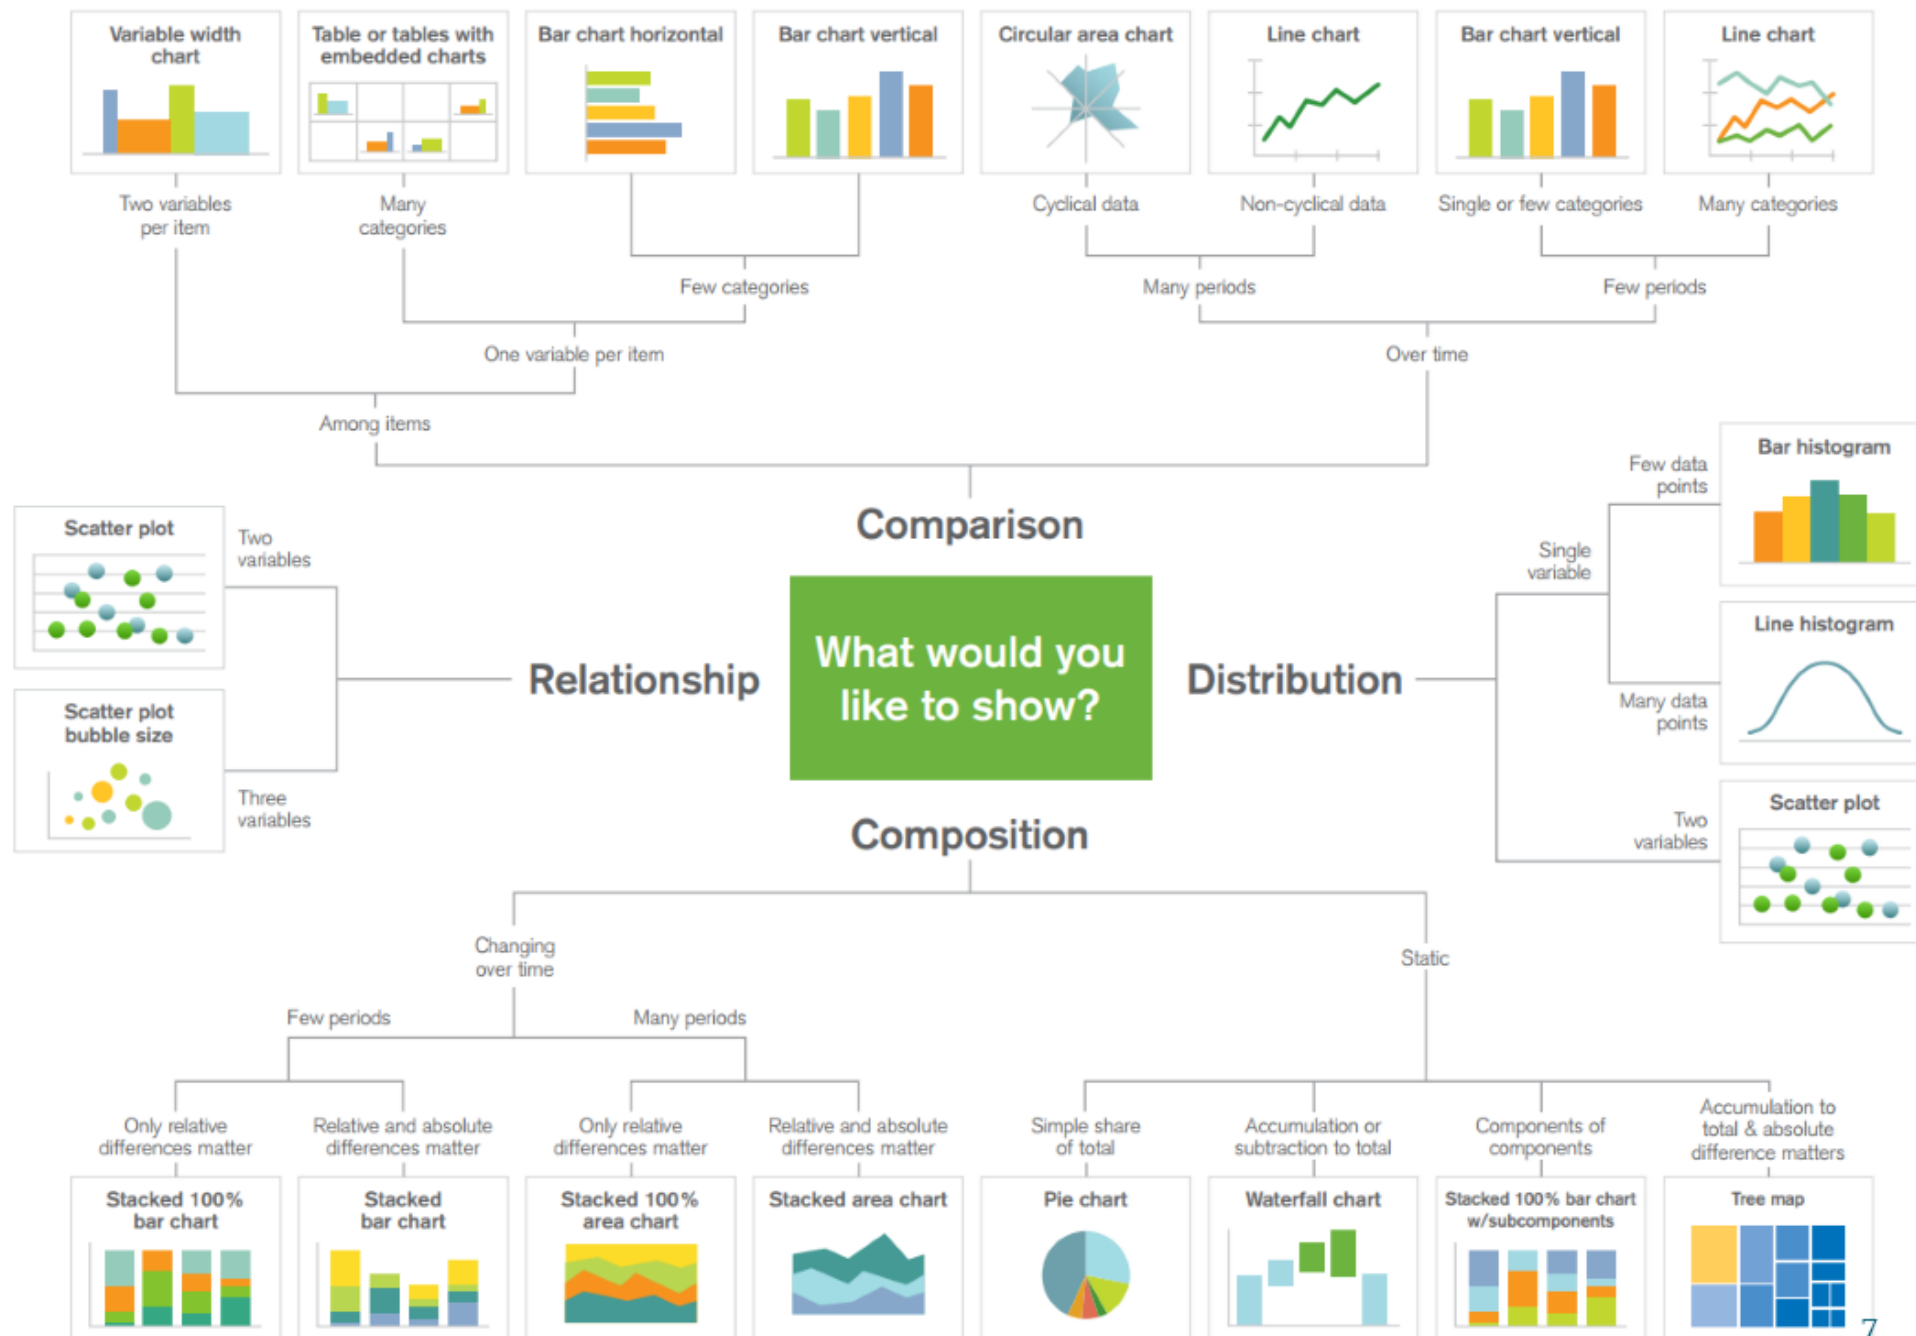 Variable width
chart
Table or tables with
embedded charts
Bar chart horizontal
Bar chart vertical
Circular area chart
Line chart
Bar chart vertical
Line chart
Two variables
per item
Many
categories
Cyclical data
Non-cyclical data
Single or few categories
Many categories
Few categories
Many periods
Few periods
One variable per item
Over time
Among items
Comparison
Scatter plot
Two
variables
Relationship
Scatter plot
bubble size
Three
variables
What would you
like to show?
Distribution
Single
variable
Few data
points
Bar histogram
Many data
points
Line histogram
Two
variables
Scatter plot
Composition
Changing
over time
Static
Few periods
Many periods
Only relative
differences matter
Relative and absolute
differences matter
Only relative
differences matter
Relative and absolute
differences matter
Simple share
of total
Accumulation or
subtraction to total
Components of
components
Accumulation to
total & absolute
difference matters
Stacked 100%
bar chart
Stacked
bar chart
Stacked 100%
area chart
Stacked area chart
Pie chart
Waterfall chart
Stacked 100% bar chart
w/subcomponents
Tree map
7